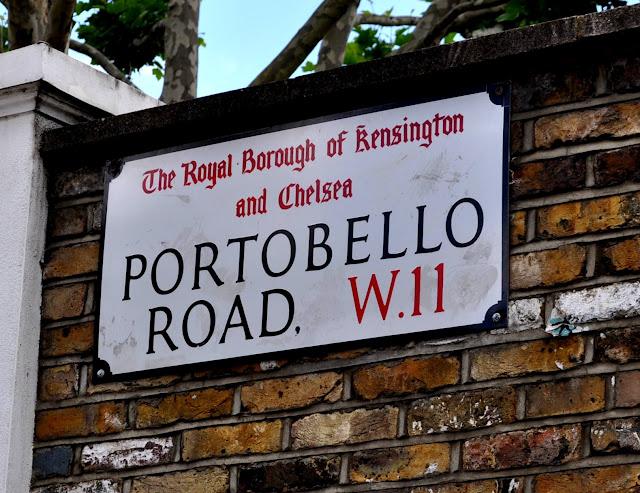 The Royal Borough of Kensington
and Chelsea
PORTOBELLO
ROAD, W.11